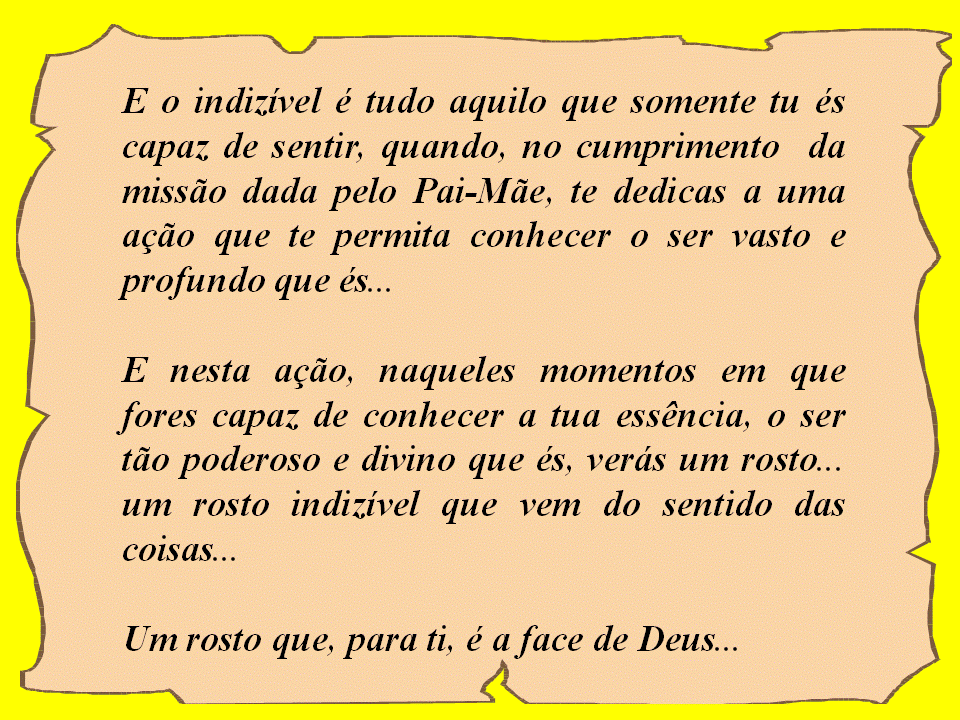 E o indizível é tudo aquilo que somente tu és
capaz de sentir, quando, no cumprimento da
missão dada pelo Pai-Mãe, te dedicas a uma
ação que te permita conhecer o ser vasto e
profundo que és...
E nesta ação, naqueles momentos em que
fores capaz de conhecer a tua essência, o ser
tão poderoso e divino que és, verás um rosto...
um rosto indizível que vem do sentido das
coisas...
Um rosto que, para ti, é a face de Deus...